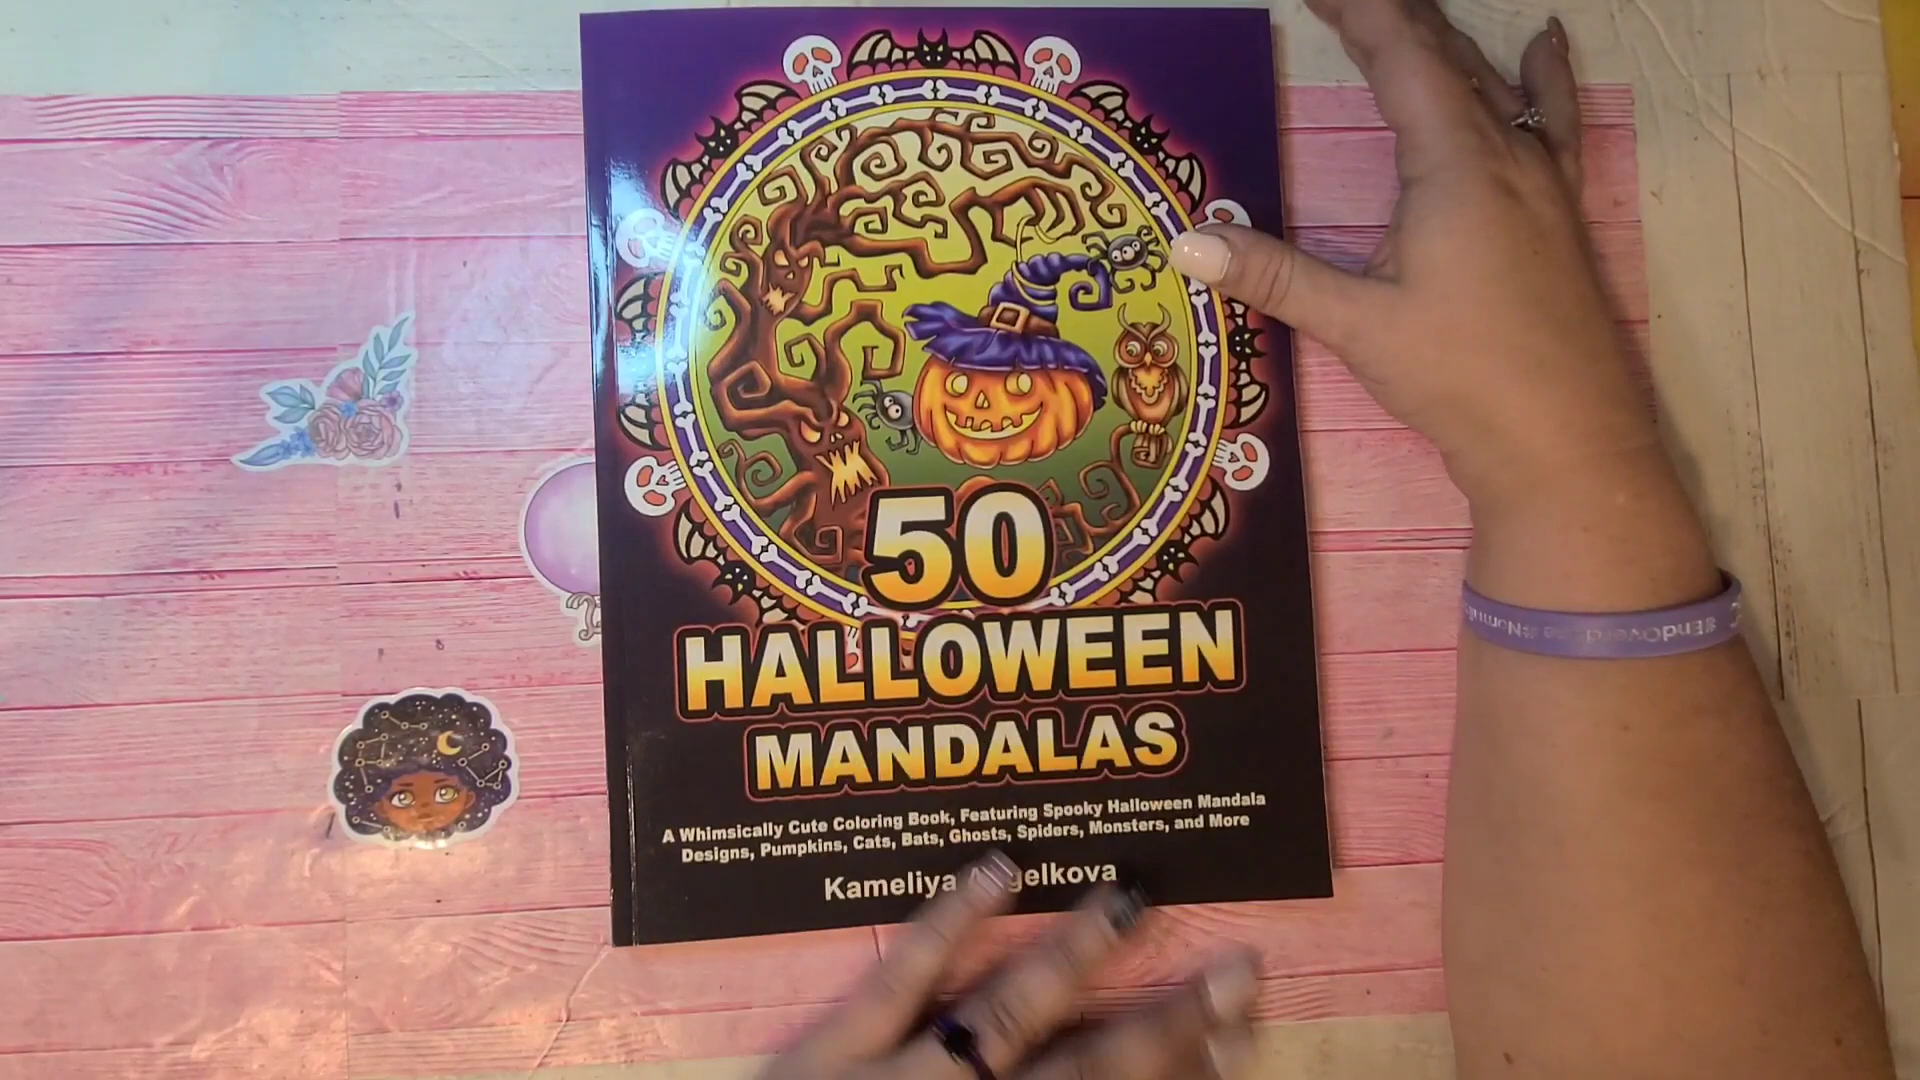 50
HALLOWEEN
MANDALAS
A Whimsically Cute Coloring Book, Featuring Spooky Halloween Mandala
Designs, Pumpkins, Cats, Bats, Ghosts, Spiders, Monsters, and More
Kameliya